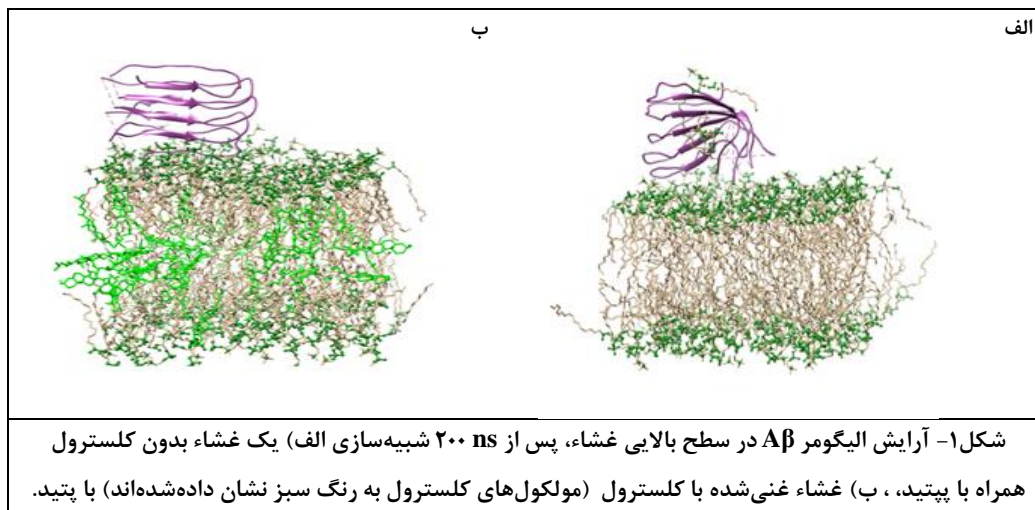 الف
ب
شکل۱- آرایش الیگومر Aβ در سطح بالایی غشاء، پس از ۲۰۰ ns شبیه‌سازی الف) یک غشاء بدون کلسترول
همراه با پپتید، ، ب) غشاء غنی‌شده با کلسترول (مولکول‌های کلسترول به رنگ سبز نشان داده‌شده‌اند) با پتید.